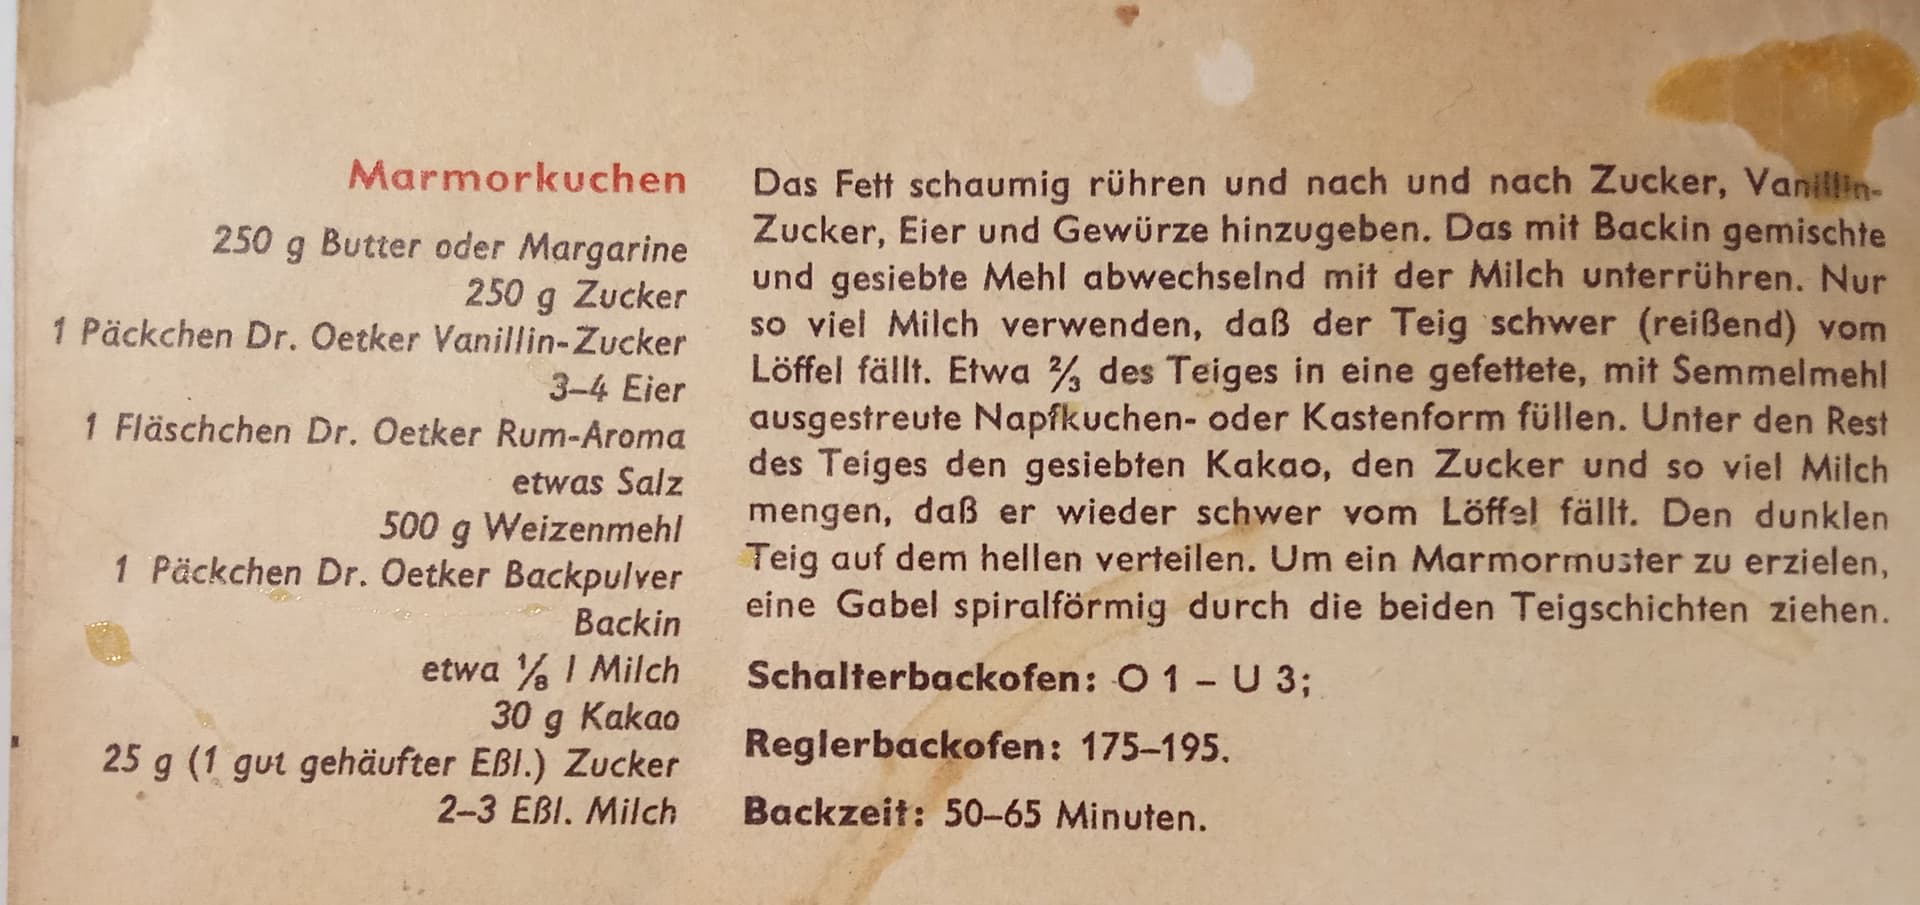 Marmorkuchen
250 g Butter oder Margarine
250 g Zucker
1 Päckchen Dr. Oetker Vanillin-Zucker
3–4 Eier
1 Fläschchen Dr. Oetker Rum-Aroma
etwas Salz
500 g Weizenmehl
1 Päckchen Dr. Oetker Backpulver
Backin
etwa ⅛ l Milch
30 g Kakao
25 g (1 gut gehäufter Eßl.) Zucker
2–3 Eßl. Milch
Das Fett schaumig rühren und nach und nach Zucker, Vanillin-
Zucker, Eier und Gewürze hinzugeben. Das mit Backin gemischte
und gesiebte Mehl abwechselnd mit der Milch unterrühren. Nur
so viel Milch verwenden, daß der Teig schwer (reißend) vom
Löffel fällt. Etwa ⅔ des Teiges in eine gefettete, mit Semmelmehl
ausgestreute Napfkuchen- oder Kastenform füllen. Unter den Rest
des Teiges den gesiebten Kakao, den Zucker und so viel Milch
mengen, daß er wieder schwer vom Löffel fällt. Den dunklen
Teig auf dem hellen verteilen. Um ein Marmormuster zu erzielen,
eine Gabel spiralförmig durch die beiden Teigschichten ziehen.
Schalterbackofen: O 1 – U 3;
Reglerbackofen: 175–195.
Backzeit: 50–65 Minuten.